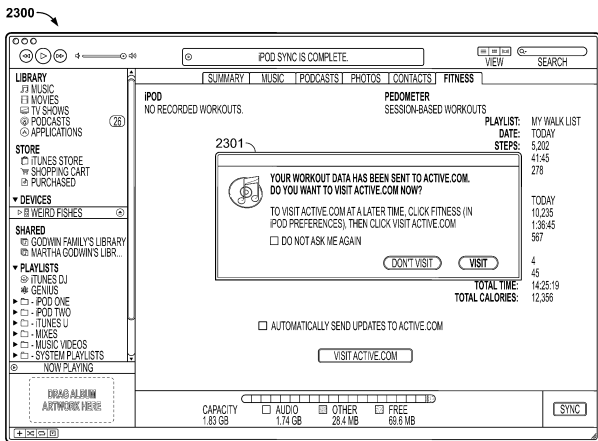 2300
iPOD SYNC IS COMPLETE.
VIEW
SEARCH
LIBRARY
MUSIC
MOVIES
TV SHOWS
PODCASTS 26
APPLICATIONS
STORE
iTUNES STORE
SHOPPING CART
PURCHASED
DEVICES
WEIRD FISHES
SHARED
GODWIN FAMILY'S LIBRARY
MARTHA GODWIN'S LIBR...
PLAYLISTS
iTUNES DJ
GENIUS
- iPOD ONE
- iPOD TWO
- iTUNES U
- MIXES
- MUSIC VIDEOS
- SYSTEM PLAYLISTS
NOW PLAYING
DRAG ALBUM
ARTWORK HERE
SUMMARY MUSIC PODCASTS PHOTOS CONTACTS FITNESS
iPOD
NO RECORDED WORKOUTS.
PEDOMETER
SESSION-BASED WORKOUTS
PLAYLIST: MY WALK LIST
DATE: TODAY
STEPS: 5,202
41:45
278
TODAY
10,235
1:36:45
567
4
45
TOTAL TIME: 14:25:19
TOTAL CALORIES: 12,356
2301
YOUR WORKOUT DATA HAS BEEN SENT TO ACTIVE.COM.
DO YOU WANT TO VISIT ACTIVE.COM NOW?
TO VISIT ACTIVE.COM AT A LATER TIME, CLICK FITNESS (IN
iPOD PREFERENCES), THEN CLICK VISIT ACTIVE.COM
DO NOT ASK ME AGAIN
DON'T VISIT VISIT
AUTOMATICALLY SEND UPDATES TO ACTIVE.COM
VISIT ACTIVE.COM
CAPACITY AUDIO OTHER FREE
1.83 GB 1.74 GB 28.4 MB 69.6 MB
SYNC